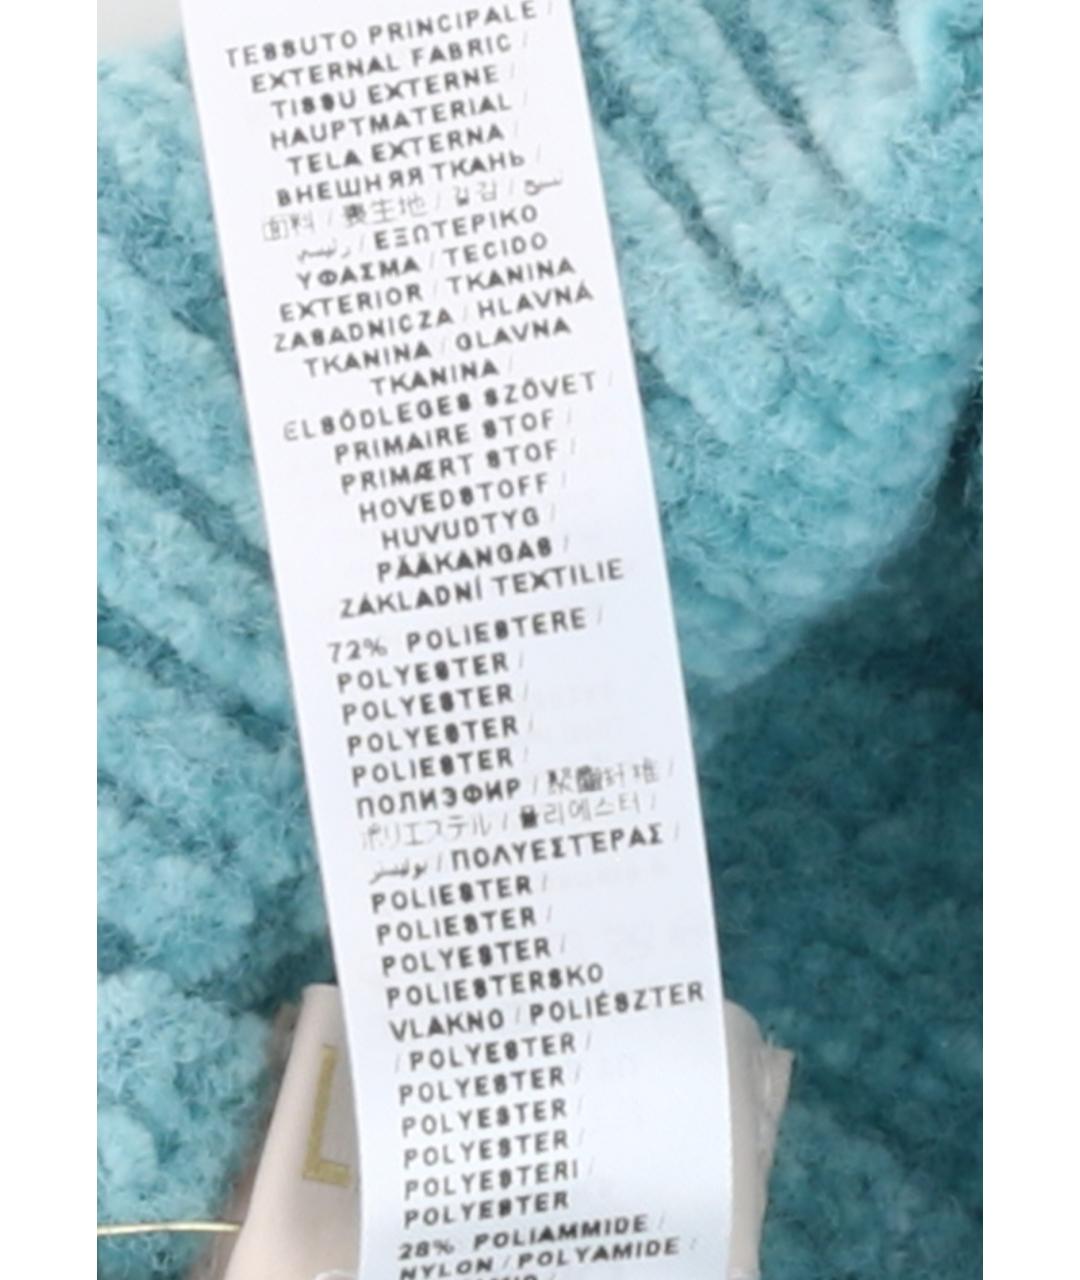 TESSUTO PRINCIPALE /
EXTERNAL FABRIC /
TISSU EXTERNE /
HAUPTMATERIAL /
TELA EXTERNA /
ВНЕШНЯЯ ТКАНЬ /
面料 / 表生地 / 겉감 / نسيج
رئيسي / ΕΞΩΤΕΡΙΚΟ
ΥΦΑΣΜΑ / TECIDO
EXTERIOR / TKANINA
ZASADNICZA / HLAVNÁ
TKANINA / GLAVNA
TKANINA /
ELSŐDLEGES SZÖVET /
PRIMAIRE STOF /
PRIMÆRT STOF /
HOVEDSTOFF /
HUVUDTYG /
PÄÄKANGAS /
ZÁKLADNÍ TEXTILIE
72% POLIESTERE /
POLYESTER /
POLYESTER /
POLYESTER /
POLIESTER /
ПОЛИЭФИР / 聚酯纤维 /
ポリエステル / 폴리에스터 /
بوليستر / ΠΟΛΥΕΣΤΕΡΑΣ /
POLIESTER /
POLIESTER /
POLYESTER /
POLIESTERSKO
VLAKNO / POLIÉSZTER
/ POLYESTER /
POLYESTER /
POLYESTER /
POLYESTER /
POLYESTERI /
POLYESTER
28% POLIAMMIDE /
NYLON / POLYAMIDE /
L